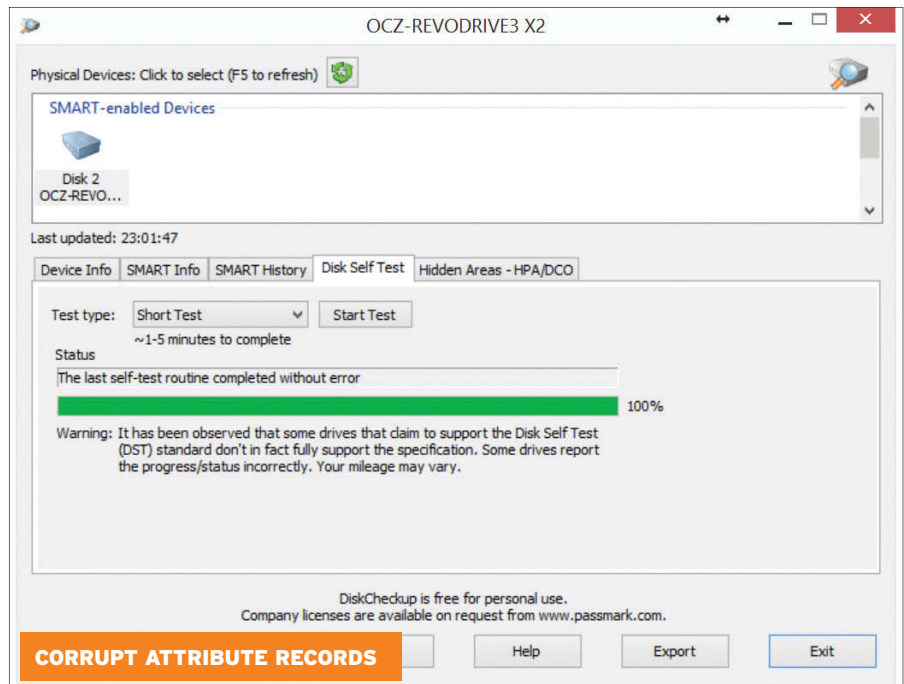 OCZ-REVODRIVE3 X2
Physical Devices: Click to select (F5 to refresh)
SMART-enabled Devices
Disk 2
OCZ-REVO...
Last updated: 23:01:47
Device Info SMART Info SMART History Disk Self Test Hidden Areas - HPA/DCO
Test type: Short Test Start Test
~1-5 minutes to complete
Status
The last self-test routine completed without error
100%
Warning: It has been observed that some drives that claim to support the Disk Self Test
(DST) standard don't in fact fully support the specification. Some drives report
the progress/status incorrectly. Your mileage may vary.
DiskCheckup is free for personal use.
Company licenses are available on request from www.passmark.com.
CORRUPT ATTRIBUTE RECORDS
Help Export Exit